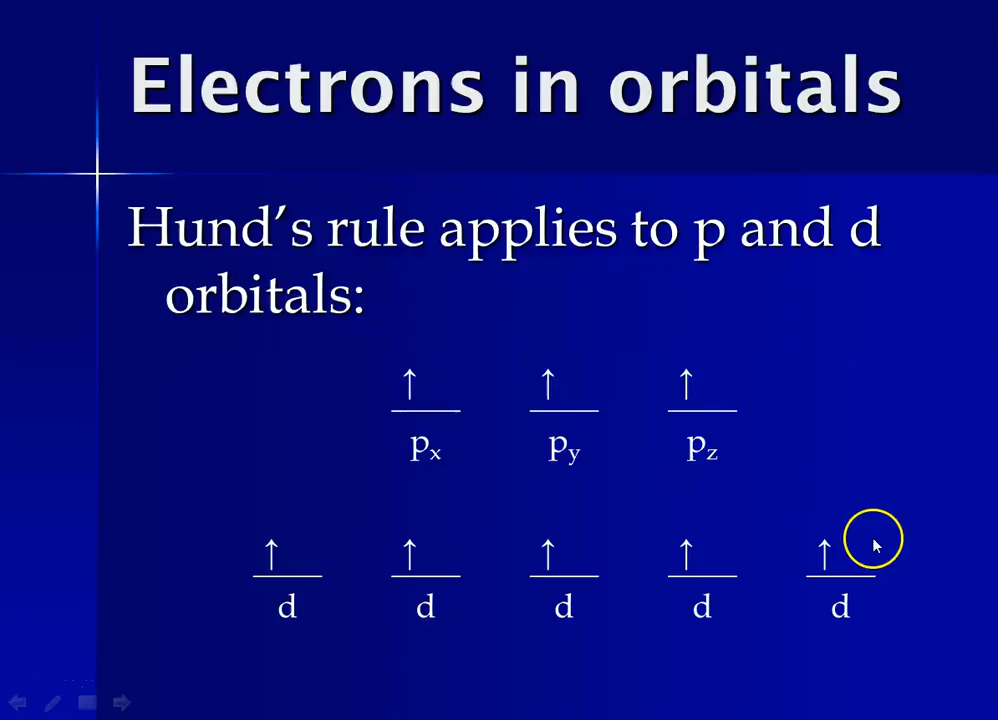 Electrons in orbitals
Hund’s rule applies to p and d
orbitals:
↑ ↑ ↑
pₓ p_y p_z
↑ ↑ ↑ ↑ ↑
d d d d d